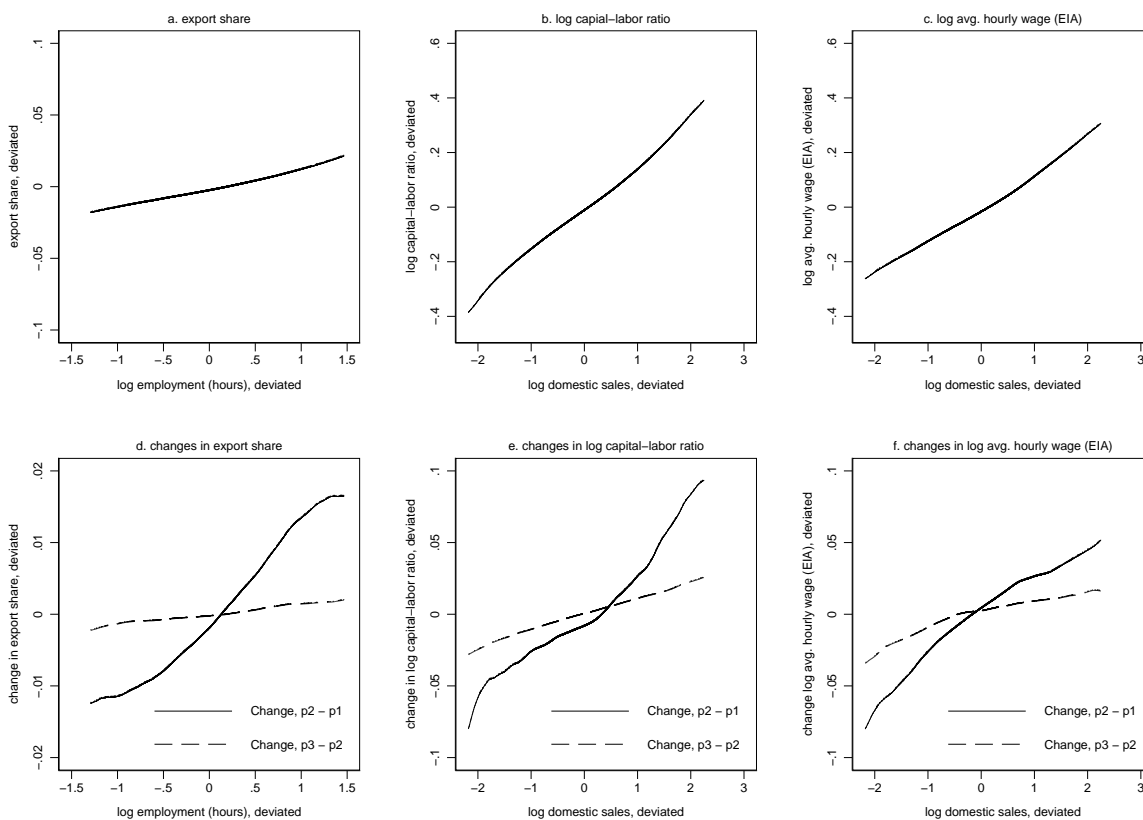 a. export share
export share, deviated
.1
.05
0
−.05
−.1
−1.5 −1 −.5 0 .5 1 1.5
log employment (hours), deviated
b. log capial−labor ratio
log capital−labor ratio, deviated
.6
.4
.2
0
−.2
−.4
−2 −1 0 1 2 3
log domestic sales, deviated
c. log avg. hourly wage (EIA)
log avg. hourly wage (EIA), deviated
.6
.4
.2
0
−.2
−.4
−2 −1 0 1 2 3
log domestic sales, deviated
d. changes in export share
change in export share, deviated
.02
.01
0
−.01
−.02
Change, p2 − p1
Change, p3 − p2
−1.5 −1 −.5 0 .5 1 1.5
log employment (hours), deviated
e. changes in log capital−labor ratio
change in log capital−labor ratio, deviated
.1
.05
0
−.05
−.1
Change, p2 − p1
Change, p3 − p2
−2 −1 0 1 2 3
log domestic sales, deviated
f. changes in log avg. hourly wage (EIA)
change log avg. hourly wage (EIA), deviated
.1
.05
0
−.05
−.1
Change, p2 − p1
Change, p3 − p2
−2 −1 0 1 2 3
log domestic sales, deviated